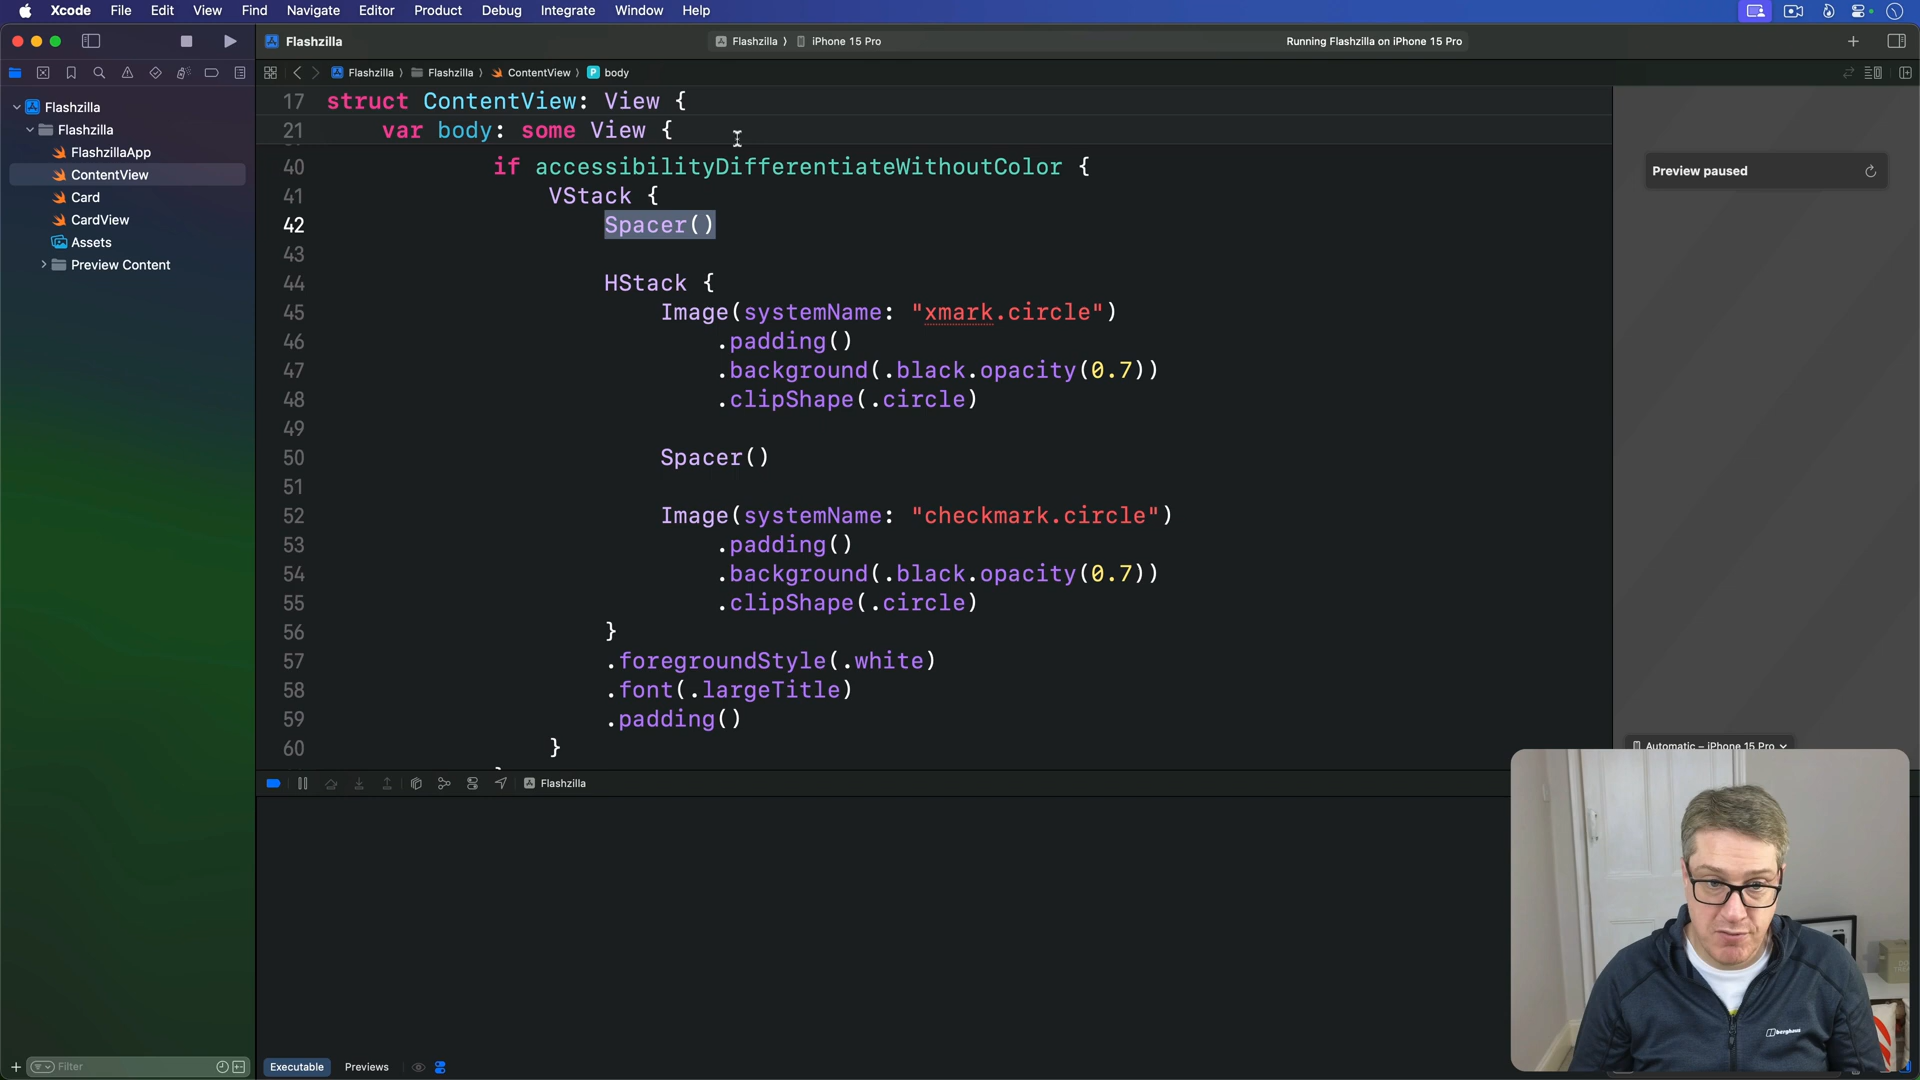 Xcode File Edit View Find Navigate Editor Product Debug Integrate Window Help
Flashzilla
Flashzilla 〉 iPhone 15 Pro
Running Flashzilla on iPhone 15 Pro
Flashzilla 〉 Flashzilla 〉 ContentView 〉 P body
Flashzilla
Flashzilla
FlashzillaApp
ContentView
Card
CardView
Assets
Preview Content
17 struct ContentView: View {
21 var body: some View {
40 if accessibilityDifferentiateWithoutColor {
41 VStack {
42 Spacer()
43
44 HStack {
45 Image(systemName: "xmark.circle")
46 .padding()
47 .background(.black.opacity(0.7))
48 .clipShape(.circle)
49
50 Spacer()
51
52 Image(systemName: "checkmark.circle")
53 .padding()
54 .background(.black.opacity(0.7))
55 .clipShape(.circle)
56 }
57 .foregroundStyle(.white)
58 .font(.largeTitle)
59 .padding()
60 }
Preview paused
Automatic – iPhone 15 Pro
Flashzilla
Filter
Executable Previews
berghaus